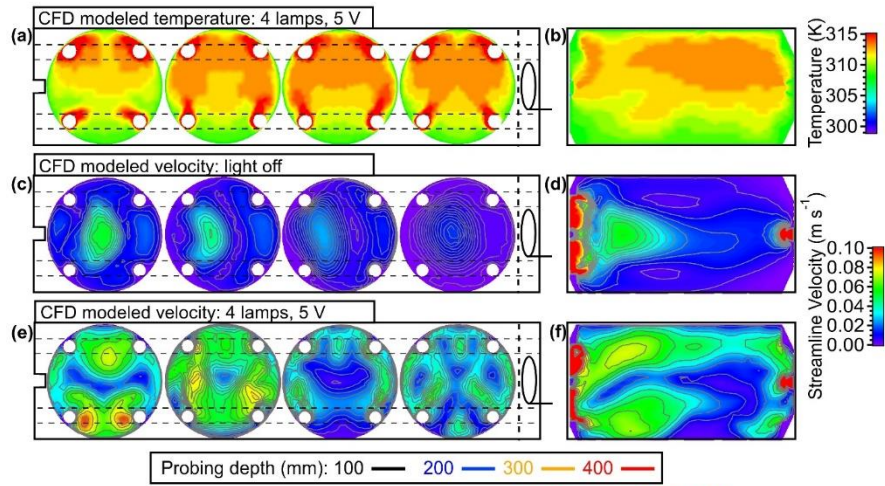 CFD modeled temperature: 4 lamps, 5 V
(a)
(b)
315
310
305
300
Temperature (K)
CFD modeled velocity: light off
(c)
(d)
CFD modeled velocity: 4 lamps, 5 V
(e)
(f)
0.10
0.08
0.06
0.04
0.02
0.00
Streamline Velocity (m s⁻¹)
Probing depth (mm): 100 200 300 400